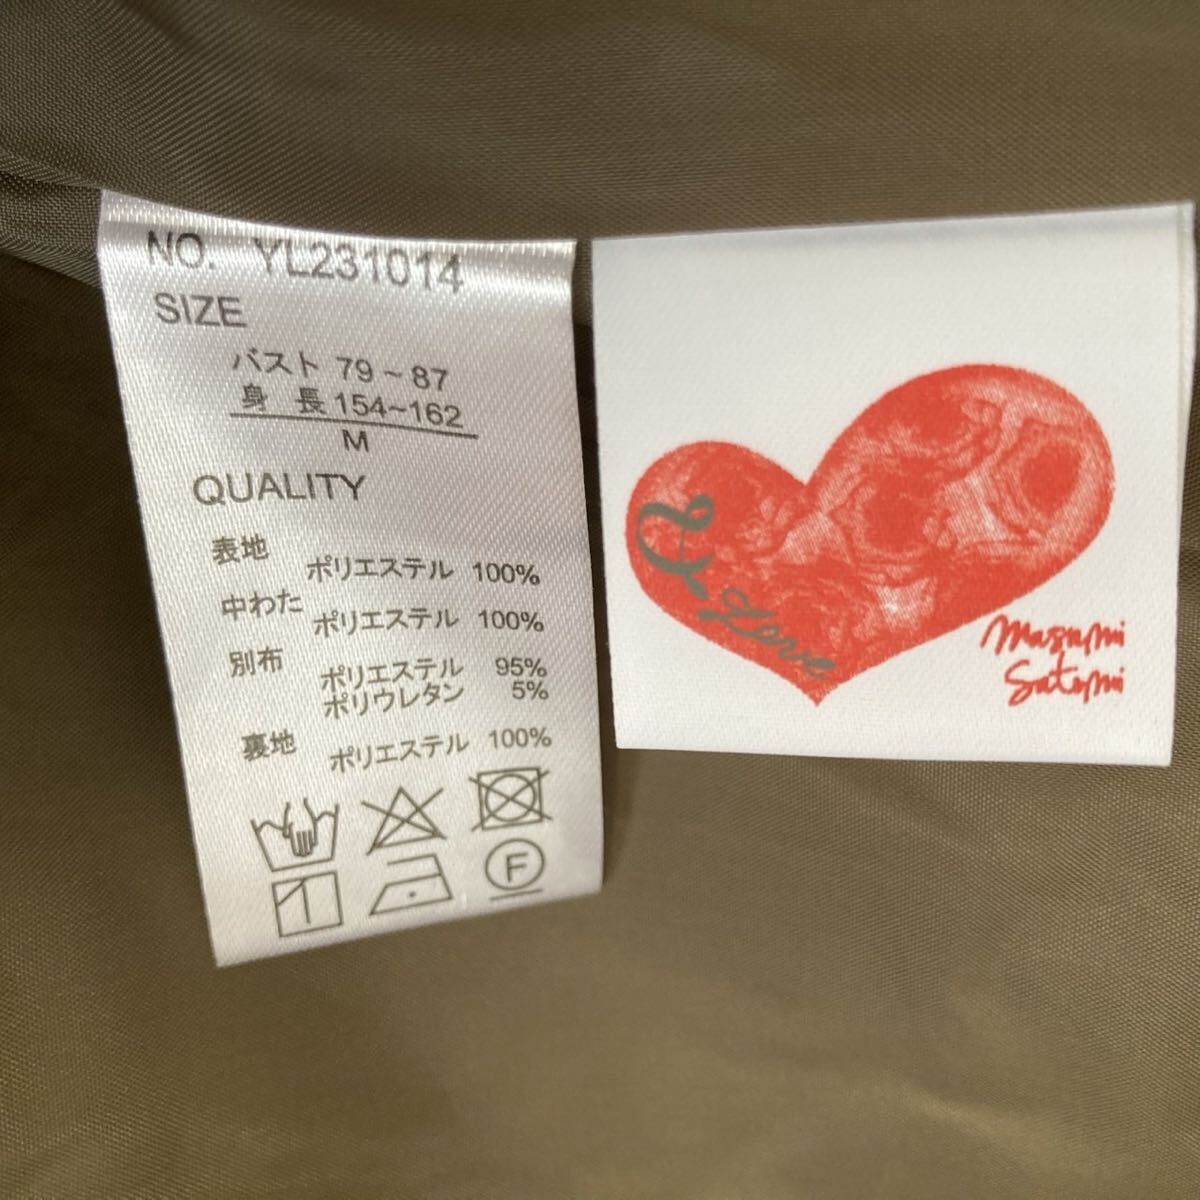 NO. YL231014
SIZE
バスト 79~87
身 長 154~162
M
QUALITY
表地 ポリエステル 100%
中わた ポリエステル 100%
別布 ポリエステル 95%
ポリウレタン 5%
裏地 ポリエステル 100%
F
Love
Masumi
Satomi